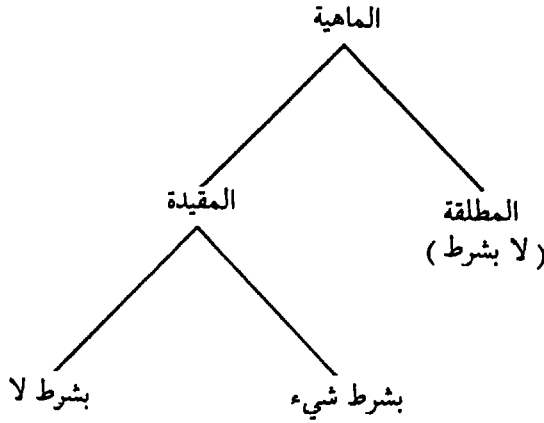 الماهية
المطلقة
( لا بشرط )
المقيدة
بشرط شيء
بشرط لا